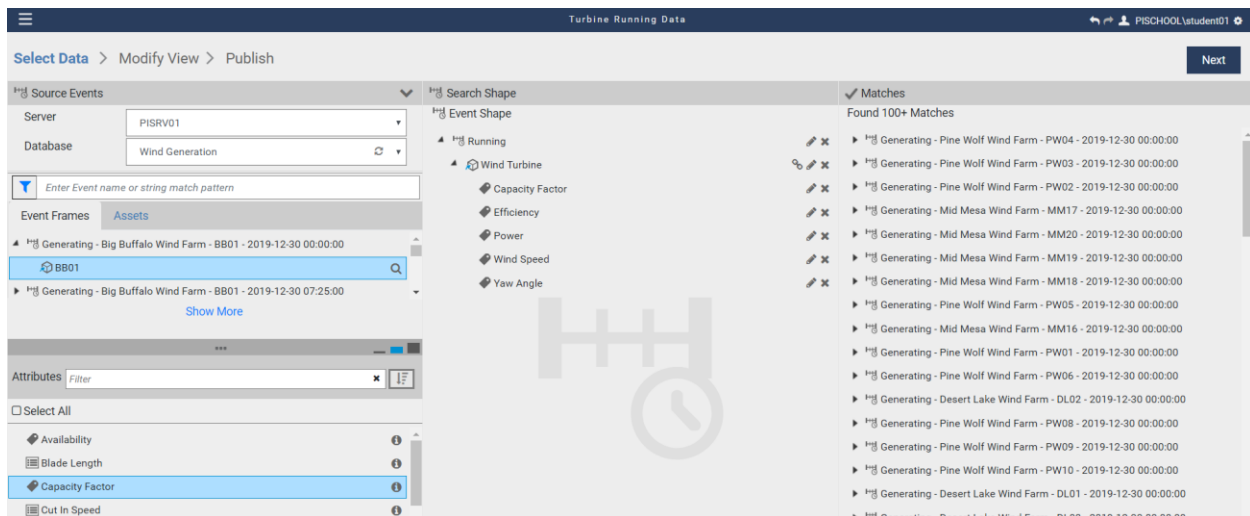 Turbine Running Data
PISCHOOL\student01
Select Data > Modify View > Publish
Next
Source Events
Server
PISRV01
Database
Wind Generation
Enter Event name or string match pattern
Event Frames
Assets
Generating - Big Buffalo Wind Farm - BB01 - 2019-12-30 00:00:00
BB01
Generating - Big Buffalo Wind Farm - BB01 - 2019-12-30 07:25:00
Show More
Attributes
Filter
Select All
Availability
Blade Length
Capacity Factor
Cut In Speed
Search Shape
Event Shape
Running
Wind Turbine
Capacity Factor
Efficiency
Power
Wind Speed
Yaw Angle
Matches
Found 100+ Matches
Generating - Pine Wolf Wind Farm - PW04 - 2019-12-30 00:00:00
Generating - Pine Wolf Wind Farm - PW03 - 2019-12-30 00:00:00
Generating - Pine Wolf Wind Farm - PW02 - 2019-12-30 00:00:00
Generating - Mid Mesa Wind Farm - MM17 - 2019-12-30 00:00:00
Generating - Mid Mesa Wind Farm - MM20 - 2019-12-30 00:00:00
Generating - Mid Mesa Wind Farm - MM19 - 2019-12-30 00:00:00
Generating - Mid Mesa Wind Farm - MM18 - 2019-12-30 00:00:00
Generating - Pine Wolf Wind Farm - PW05 - 2019-12-30 00:00:00
Generating - Mid Mesa Wind Farm - MM16 - 2019-12-30 00:00:00
Generating - Pine Wolf Wind Farm - PW01 - 2019-12-30 00:00:00
Generating - Pine Wolf Wind Farm - PW06 - 2019-12-30 00:00:00
Generating - Desert Lake Wind Farm - DL02 - 2019-12-30 00:00:00
Generating - Pine Wolf Wind Farm - PW08 - 2019-12-30 00:00:00
Generating - Pine Wolf Wind Farm - PW09 - 2019-12-30 00:00:00
Generating - Pine Wolf Wind Farm - PW10 - 2019-12-30 00:00:00
Generating - Desert Lake Wind Farm - DL01 - 2019-12-30 00:00:00